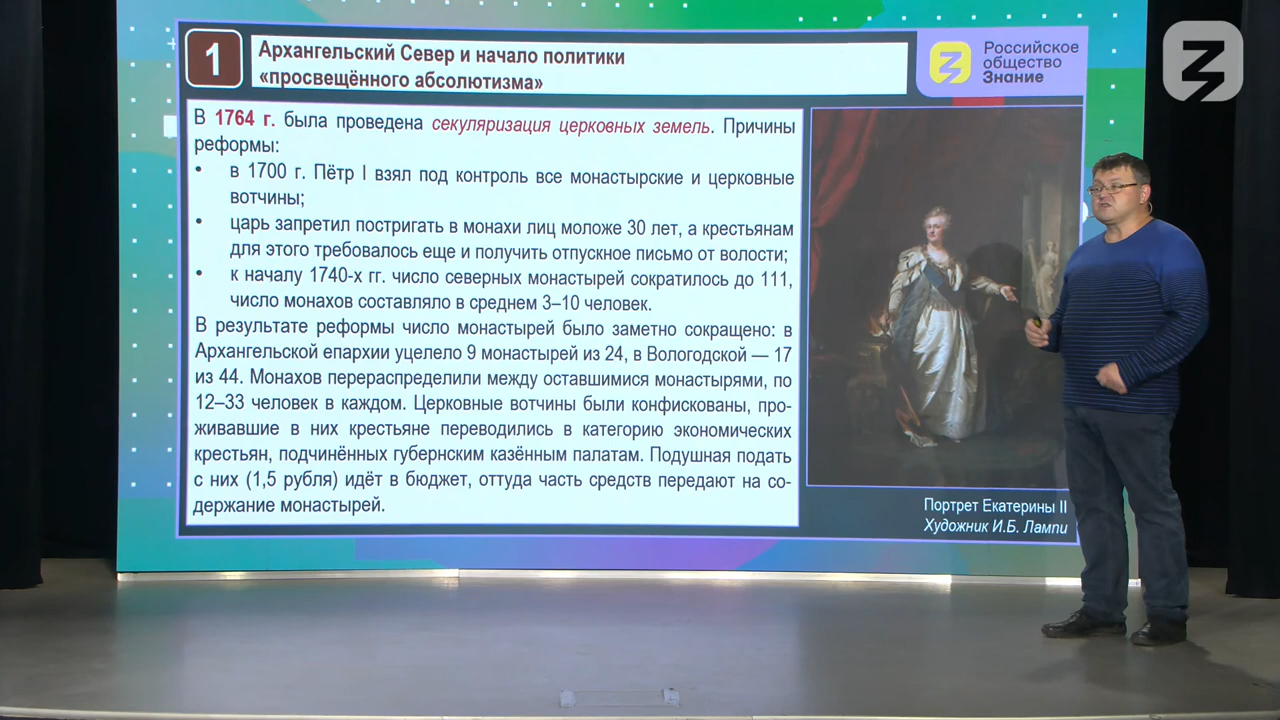 1
Архангельский Север и начало политики
«просвещённого абсолютизма»
Российское
общество
Знание
В 1764 г. была проведена секуляризация церковных земель. Причины
реформы:
• в 1700 г. Пётр I взял под контроль все монастырские и церковные
вотчины;
• царь запретил постригать в монахи лиц моложе 30 лет, а крестьянам
для этого требовалось еще и получить отпускное письмо от волости;
• к началу 1740-х гг. число северных монастырей сократилось до 111,
число монахов составляло в среднем 3–10 человек.
В результате реформы число монастырей было заметно сокращено: в
Архангельской епархии уцелело 9 монастырей из 24, в Вологодской — 17
из 44. Монахов перераспределили между оставшимися монастырями, по
12–33 человек в каждом. Церковные вотчины были конфискованы, про-
живавшие в них крестьяне переводились в категорию экономических
крестьян, подчинённых губернским казённым палатам. Подушная подать
с них (1,5 рубля) идёт в бюджет, оттуда часть средств передают на со-
держание монастырей.
Портрет Екатерины II
Художник И.Б. Лампи